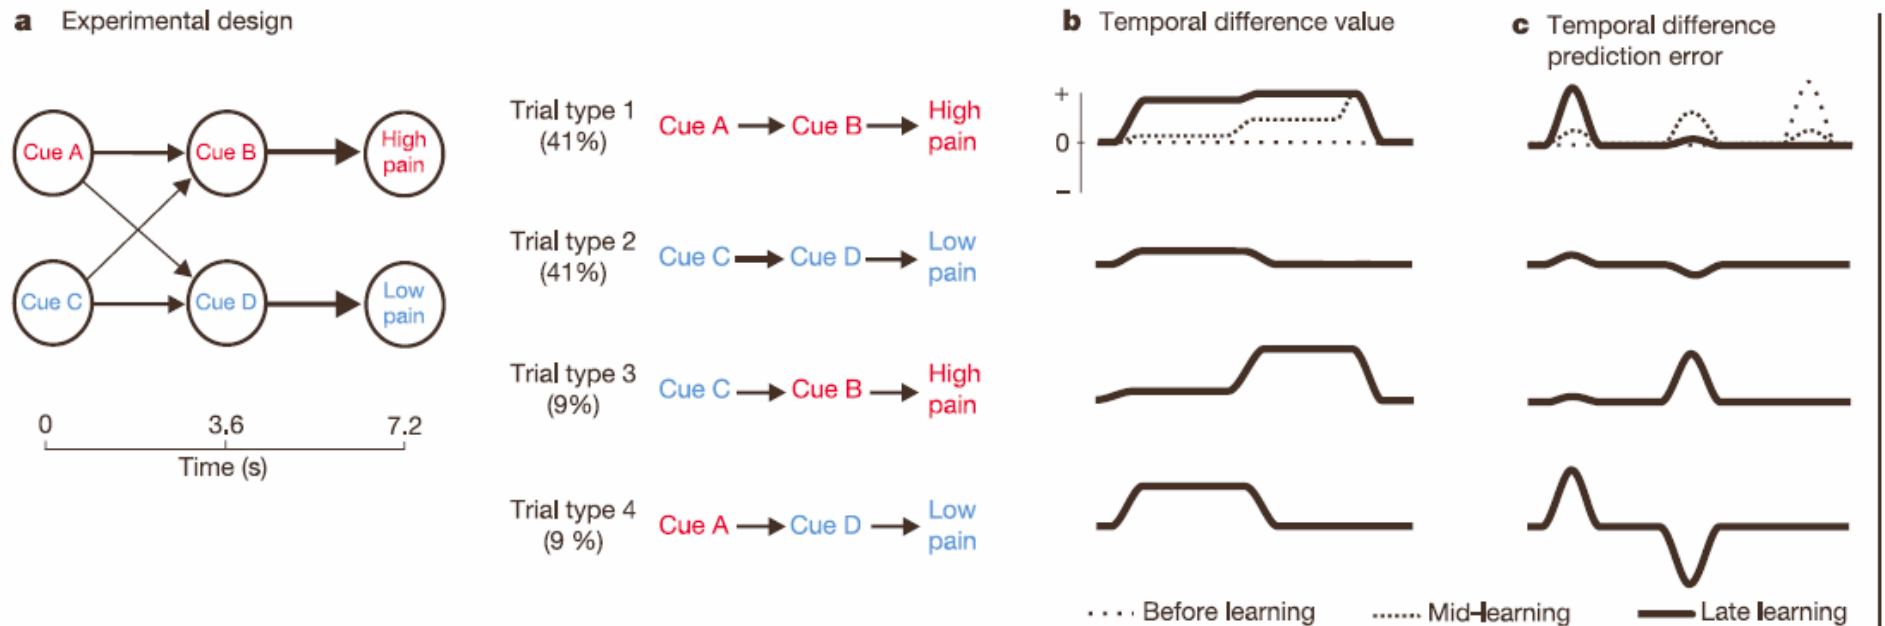 a Experimental design
Cue A
Cue B
High
pain
Cue C
Cue D
Low
pain
0 3.6 7.2
Time (s)
Trial type 1
(41%)
Cue A Cue B High
pain
Trial type 2
(41%)
Cue C Cue D Low
pain
Trial type 3
(9%)
Cue C Cue B High
pain
Trial type 4
(9 %)
Cue A Cue D Low
pain
b Temporal difference value
+
0
–
c Temporal difference
prediction error
Before learning Mid-learning Late learning